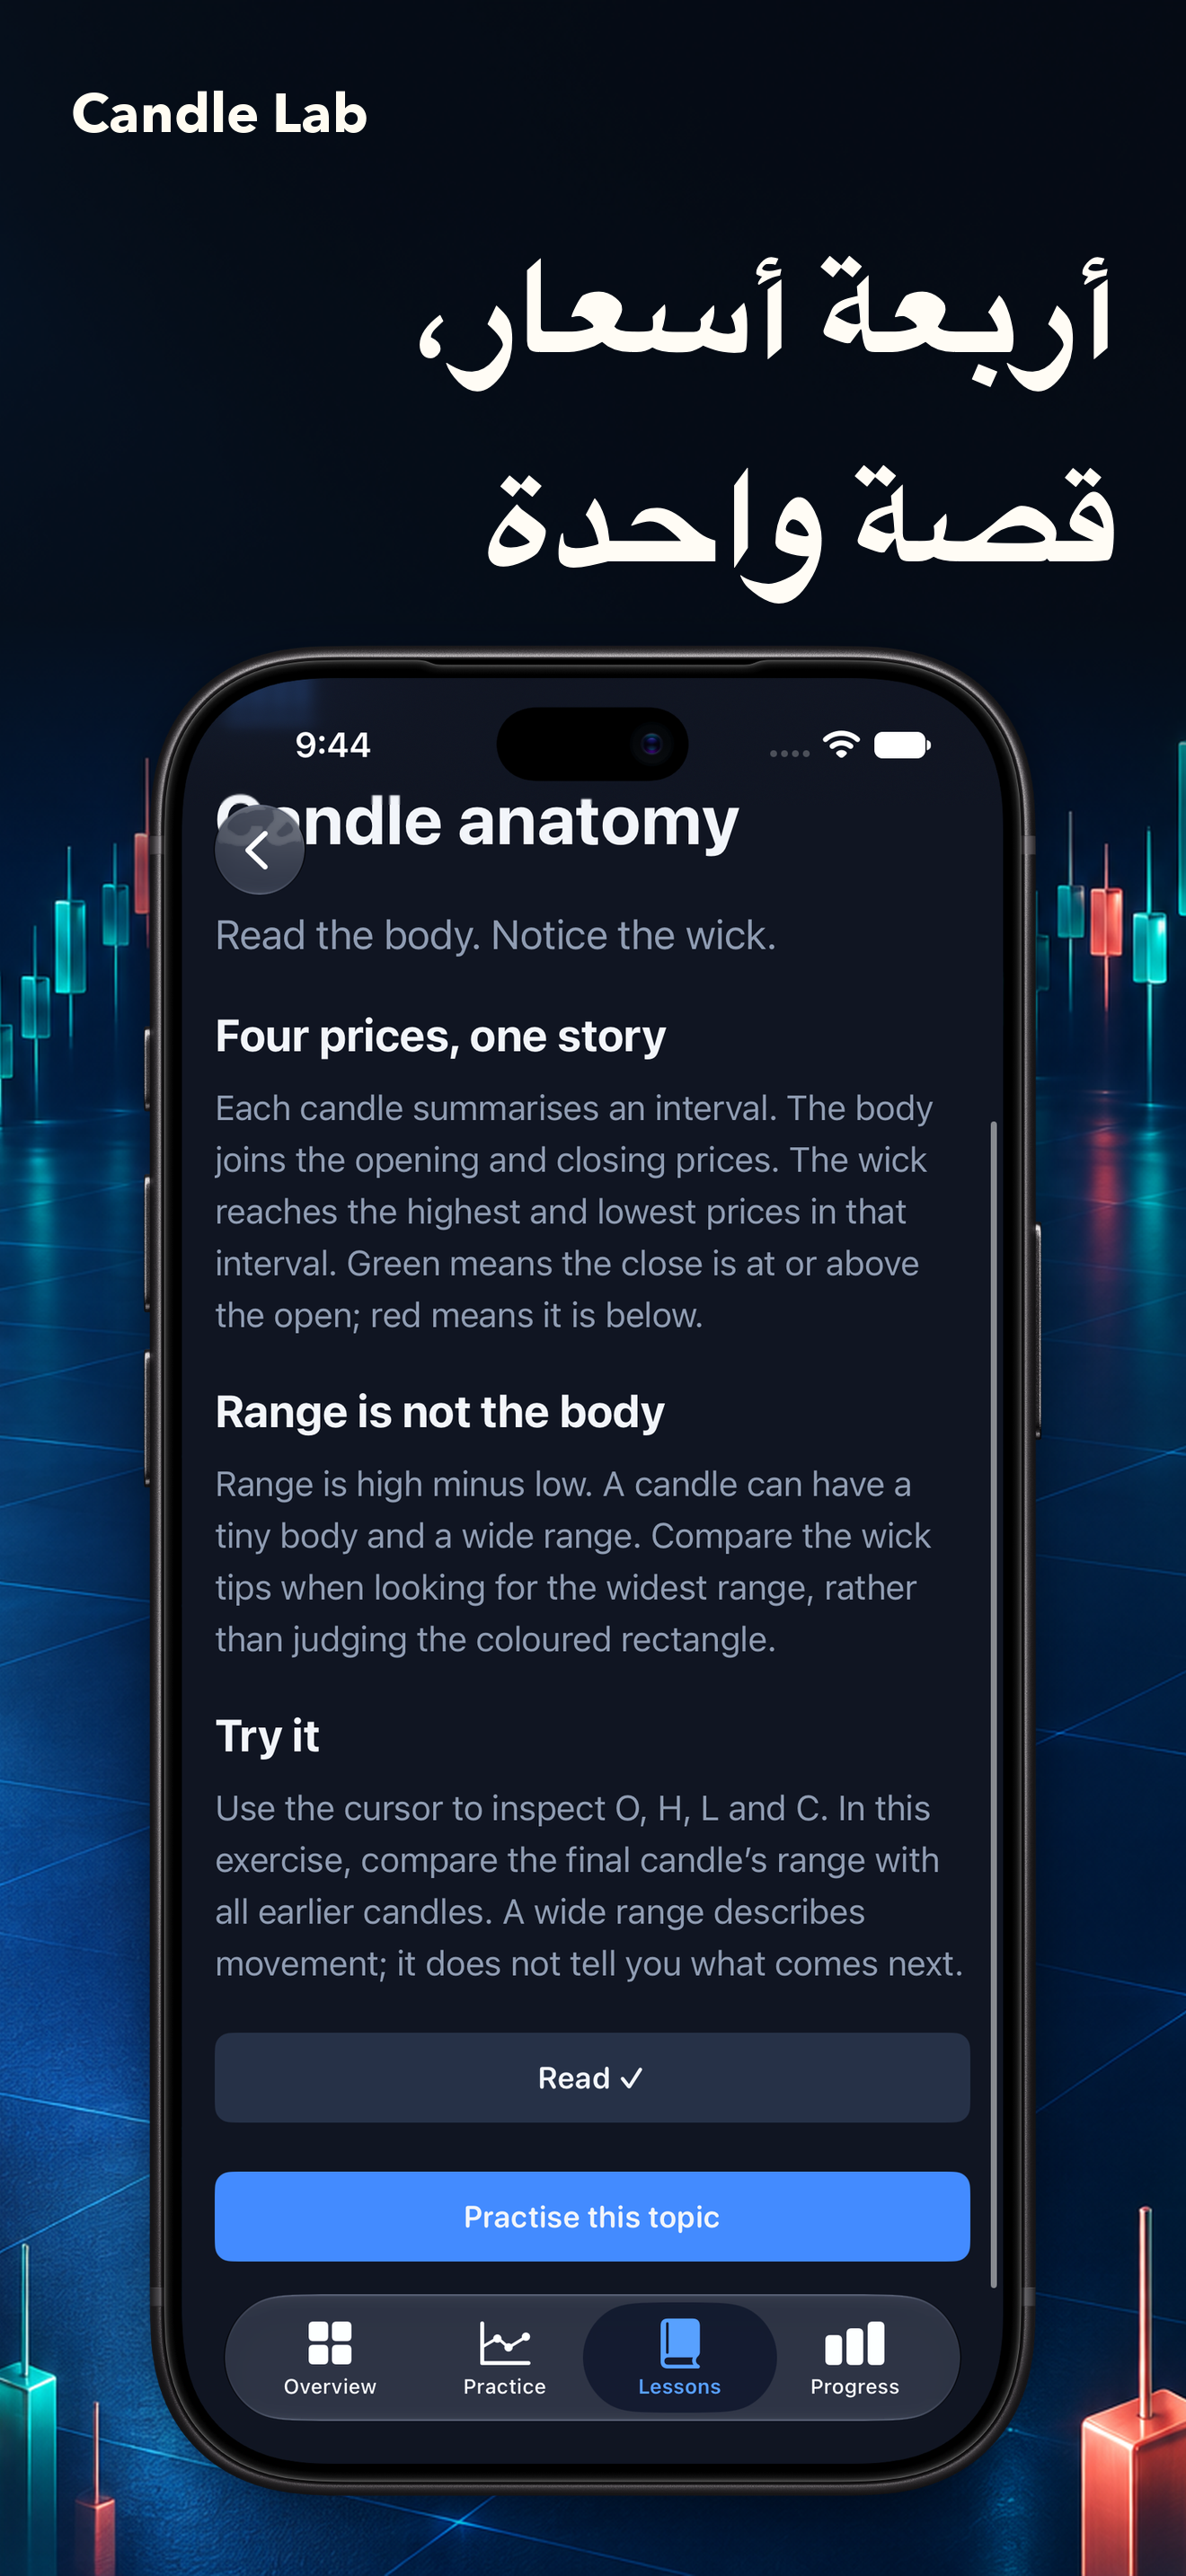 Candle Lab
أربعة أسعار،
قصة واحدة
9:44
Candle anatomy
Read the body. Notice the wick.
Four prices, one story
Each candle summarises an interval. The body
joins the opening and closing prices. The wick
reaches the highest and lowest prices in that
interval. Green means the close is at or above
the open; red means it is below.
Range is not the body
Range is high minus low. A candle can have a
tiny body and a wide range. Compare the wick
tips when looking for the widest range, rather
than judging the coloured rectangle.
Try it
Use the cursor to inspect O, H, L and C. In this
exercise, compare the final candle’s range with
all earlier candles. A wide range describes
movement; it does not tell you what comes next.
Read ✓
Practise this topic
Overview Practice Lessons Progress